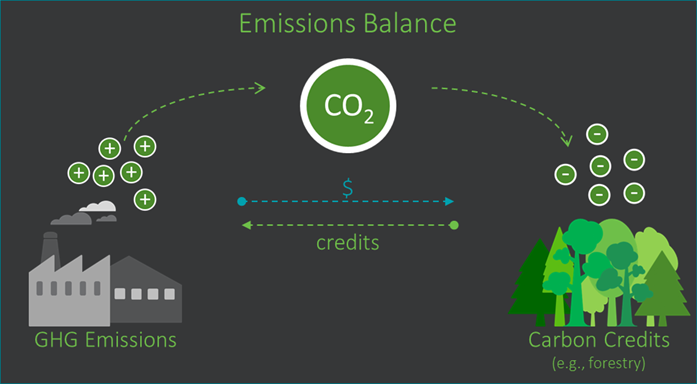 Emissions Balance
CO₂
+ + + + + +
- - - - - -
$
credits
GHG Emissions
Carbon Credits
(e.g., forestry)